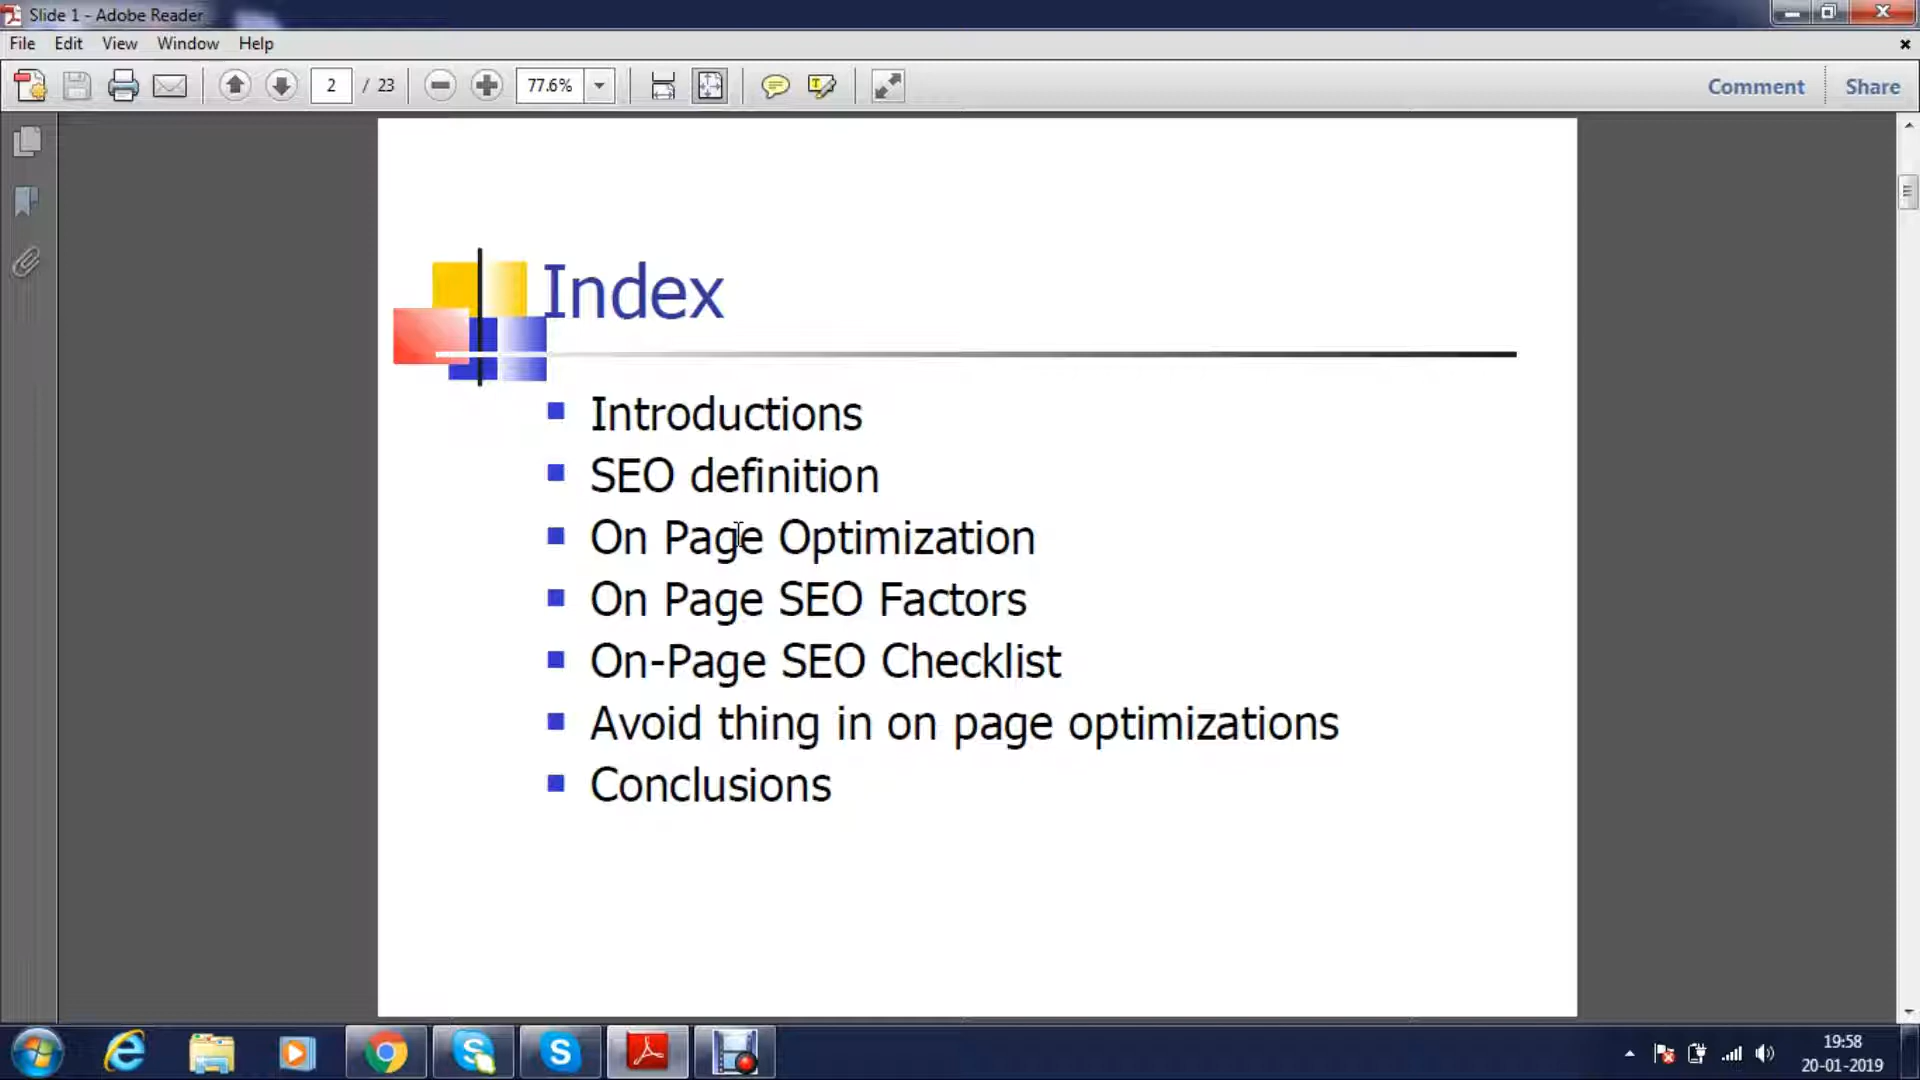 Slide 1 - Adobe Reader
File Edit View Window Help
2 / 23 77.6% Comment Share
Index
Introductions
SEO definition
On Page Optimization
On Page SEO Factors
On-Page SEO Checklist
Avoid thing in on page optimizations
Conclusions
19:58
20-01-2019